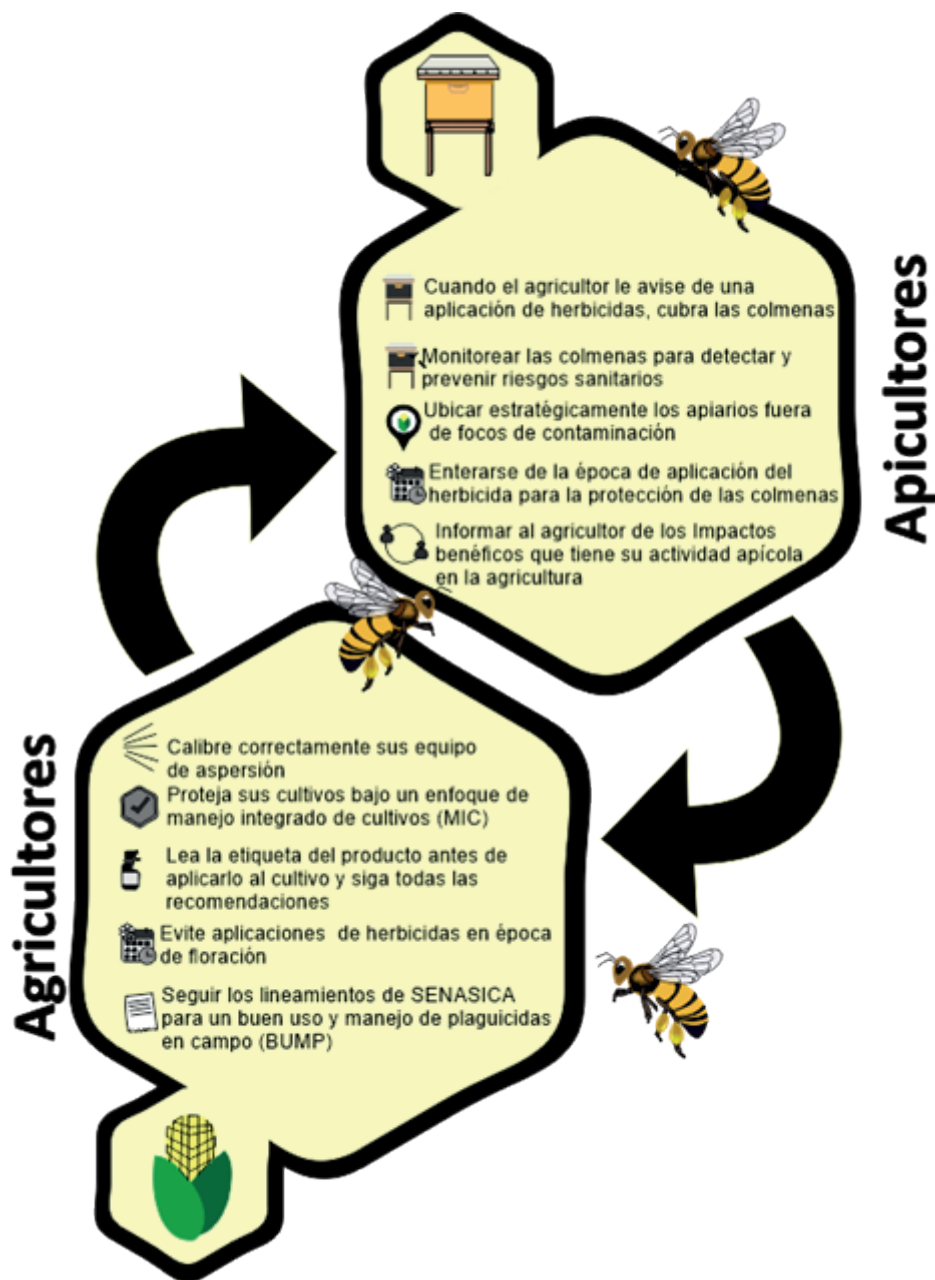 Apicultores
Cuando el agricultor le avise de una
aplicación de herbicidas, cubra las colmenas
Monitorear las colmenas para detectar y
prevenir riesgos sanitarios
Ubicar estratégicamente los apiarios fuera
de focos de contaminación
Enterarse de la época de aplicación del
herbicida para la protección de las colmenas
Informar al agricultor de los Impactos
benéficos que tiene su actividad apícola
en la agricultura
Agricultores
Calibre correctamente sus equipo
de aspersión
Proteja sus cultivos bajo un enfoque de
manejo integrado de cultivos (MIC)
Lea la etiqueta del producto antes de
aplicarlo al cultivo y siga todas las
recomendaciones
Evite aplicaciones de herbicidas en época
de floración
Seguir los lineamientos de SENASICA
para un buen uso y manejo de plaguicidas
en campo (BUMP)